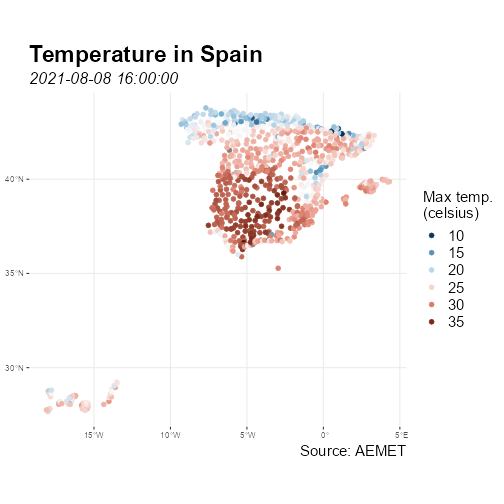 Temperature in Spain
2021-08-08 16:00:00
40°N
35°N
30°N
15°W
10°W
5°W
0°
5°E
Max temp.
(celsius)
10
15
20
25
30
35
Source: AEMET